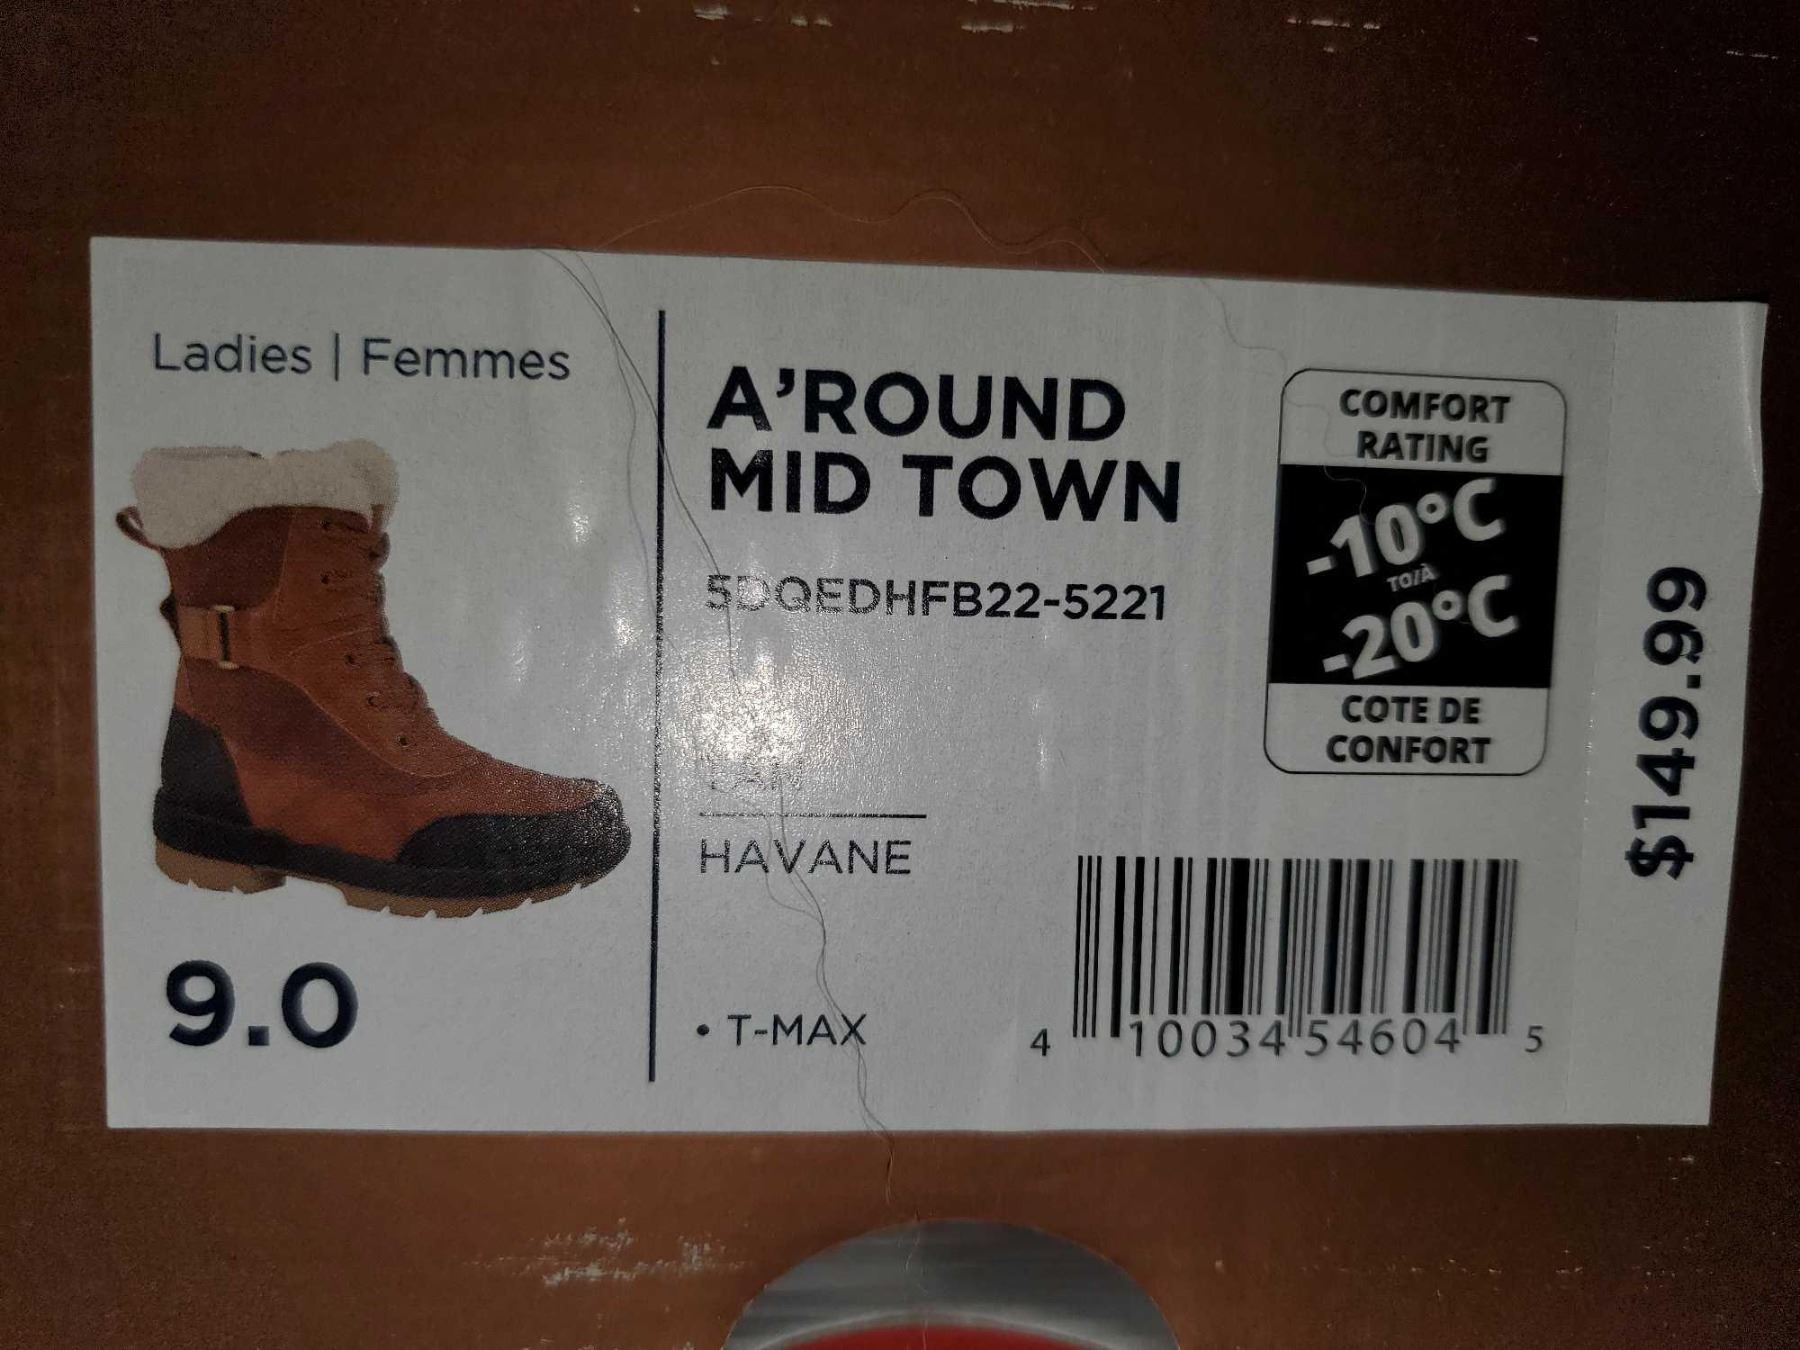 Ladies | Femmes
9.0
A'ROUND
MID TOWN
5DQEDHFB22-5221
TAN
HAVANE
• T-MAX
COMFORT
RATING
-10°C
TO/À
-20°C
COTE DE
CONFORT
4 10034 54604 5
$149.99